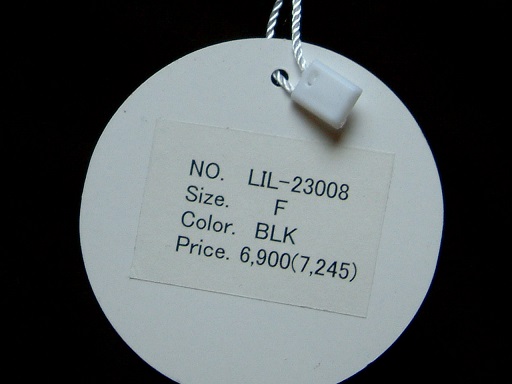 NO. LIL-23008
Size. F
Color. BLK
Price. 6,900(7,245)